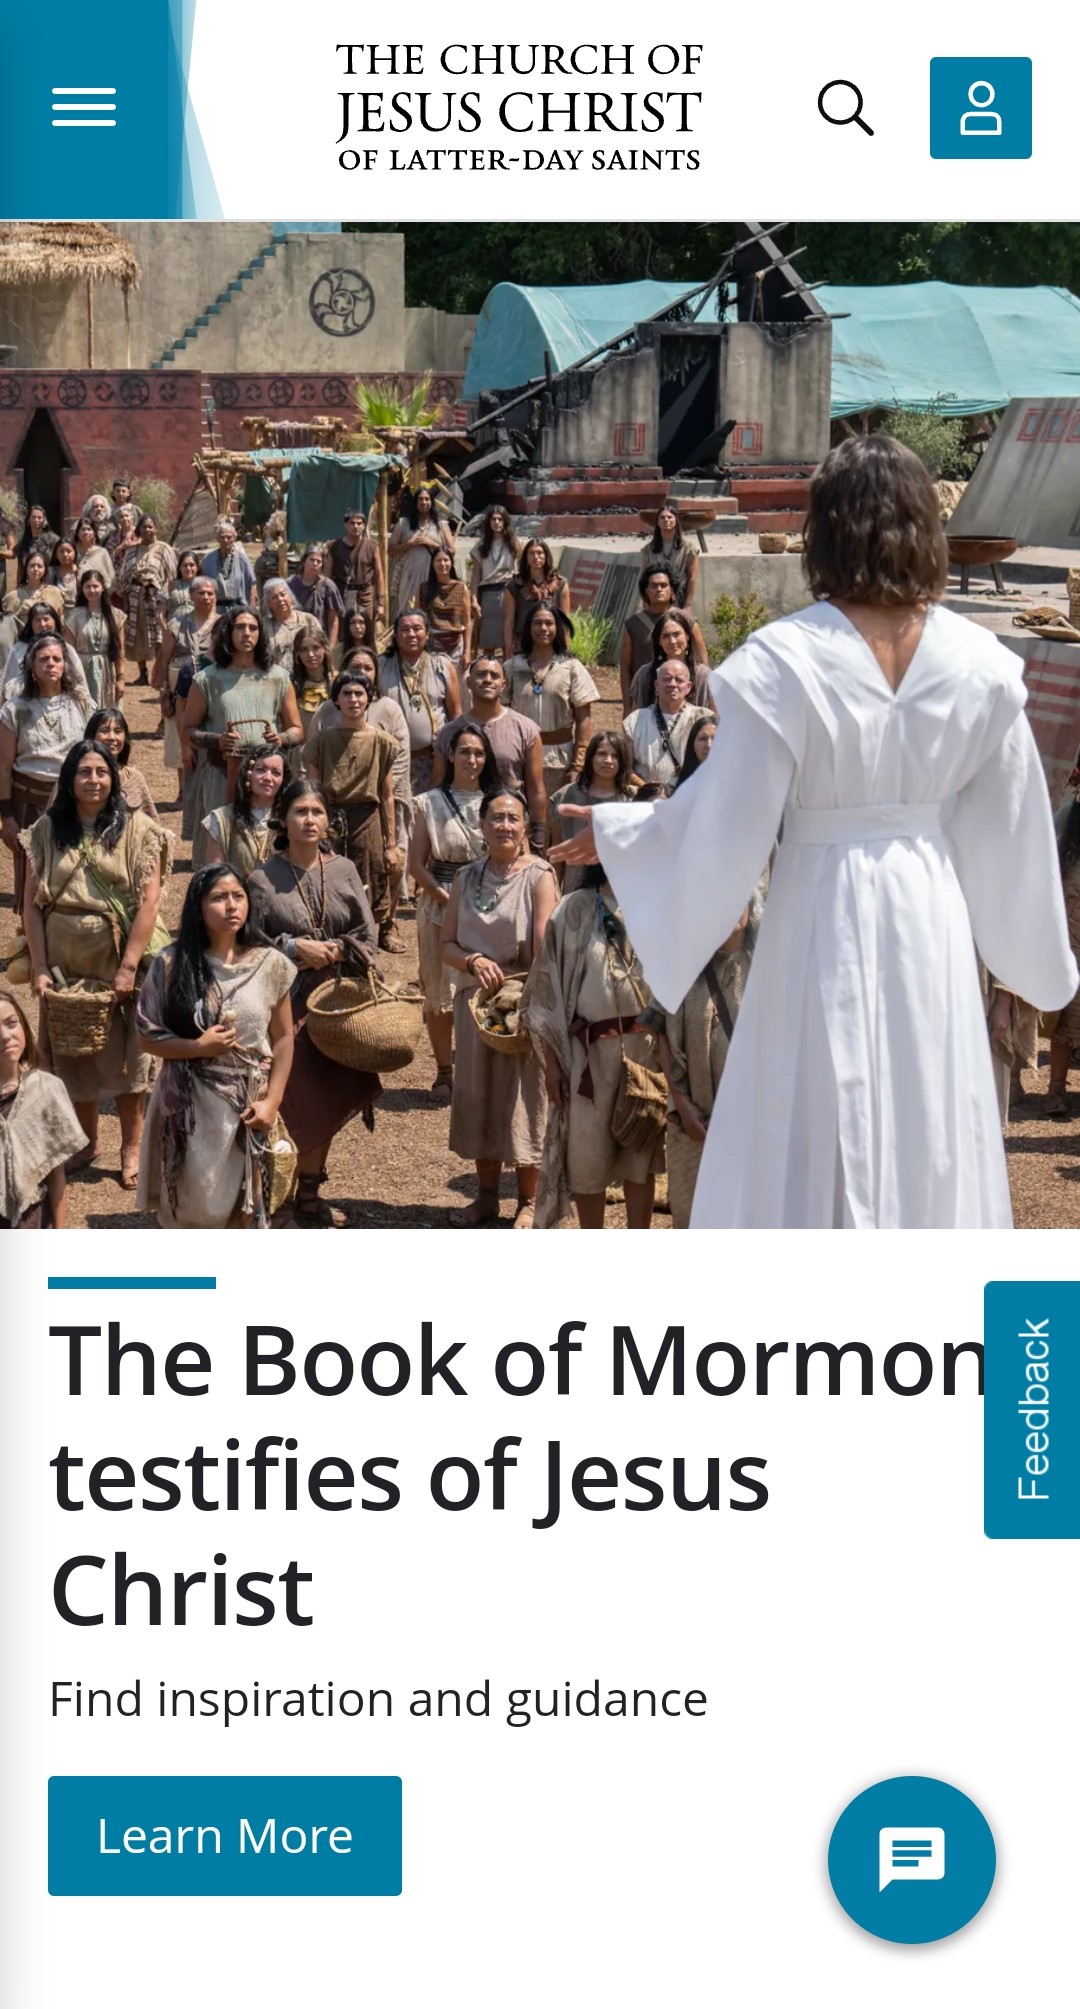 THE CHURCH OF
JESUS CHRIST
OF LATTER-DAY SAINTS
The Book of Mormon
testifies of Jesus
Christ
Feedback
Find inspiration and guidance
Learn More